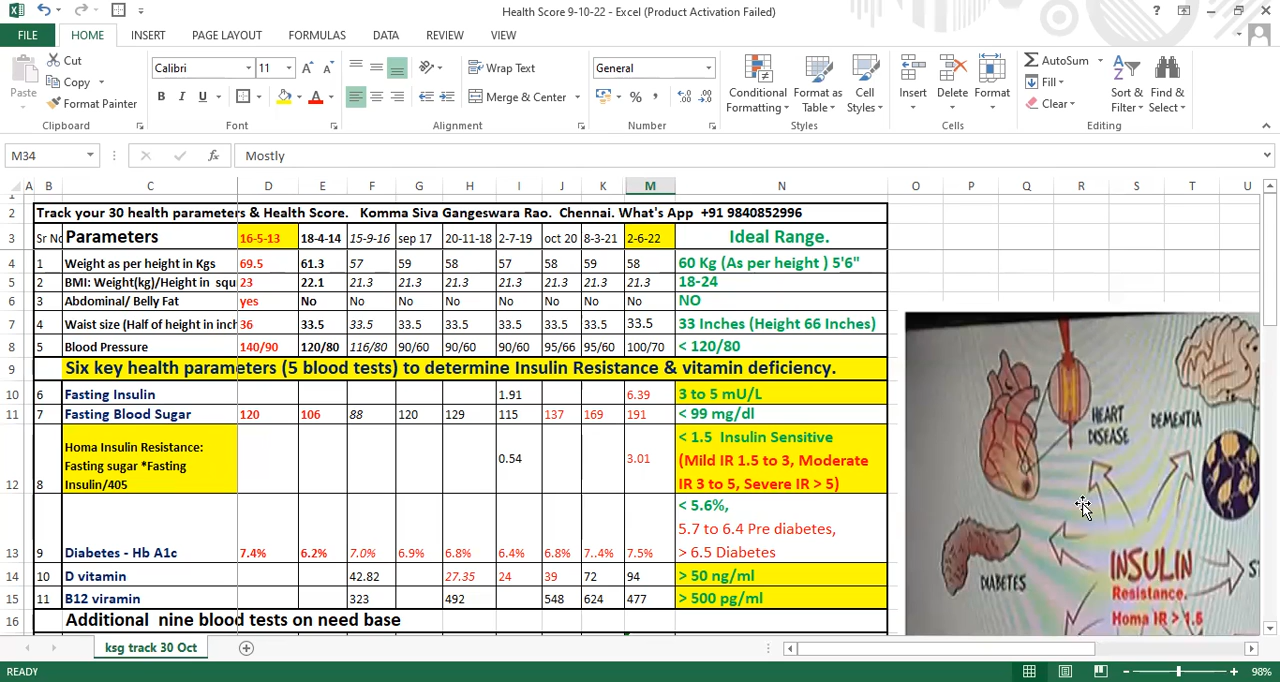 Health Score 9-10-22 - Excel (Product Activation Failed)
FILE HOME INSERT PAGE LAYOUT FORMULAS DATA REVIEW VIEW
Paste
Cut
Copy
Format Painter
Clipboard
Calibri 11
B I U
Font
Wrap Text
Merge & Center
Alignment
General
Number
Conditional Formatting
Format as Table
Cell Styles
Styles
Insert Delete Format
Cells
AutoSum
Fill
Clear
Sort & Filter
Find & Select
Editing
M34 fx Mostly
A B C D E F G H I J K M N O P Q R S T U
2 Track your 30 health parameters & Health Score. Komma Siva Gangeswara Rao. Chennai. What's App +91 9840852996
3 Sr No Parameters 16-5-13 18-4-14 15-9-16 sep 17 20-11-18 2-7-19 oct 20 8-3-21 2-6-22 Ideal Range.
4 1 Weight as per height in Kgs 69.5 61.3 57 59 58 57 58 59 58 60 Kg (As per height ) 5'6"
5 2 BMI: Weight(kg)/Height in squ 23 22.1 21.3 21.3 21.3 21.3 21.3 21.3 21.3 18-24
6 3 Abdominal/ Belly Fat yes No No No No No No No No NO
7 4 Waist size (Half of height in inch 36 33.5 33.5 33.5 33.5 33.5 33.5 33.5 33.5 33 Inches (Height 66 Inches)
8 5 Blood Pressure 140/90 120/80 116/80 90/60 90/60 90/60 95/66 95/60 100/70 < 120/80
9 Six key health parameters (5 blood tests) to determine Insulin Resistance & vitamin deficiency.
10 6 Fasting Insulin 1.91 6.39 3 to 5 mU/L
11 7 Fasting Blood Sugar 120 106 88 120 129 115 137 169 191 < 99 mg/dl
12 8 Homa Insulin Resistance: Fasting sugar *Fasting Insulin/405 0.54 3.01 < 1.5 Insulin Sensitive
(Mild IR 1.5 to 3, Moderate
IR 3 to 5, Severe IR > 5)
13 9 Diabetes - Hb A1c 7.4% 6.2% 7.0% 6.9% 6.8% 6.4% 6.8% 7..4% 7.5% < 5.6%,
5.7 to 6.4 Pre diabetes,
> 6.5 Diabetes
14 10 D vitamin 42.82 27.35 24 39 72 94 > 50 ng/ml
15 11 B12 viramin 323 492 548 624 477 > 500 pg/ml
16 Additional nine blood tests on need base
HEART
DISEASE
DEMENTIA
DIABETES
INSULIN
Resistance.
Homa IR > 1.5
ksg track 30 Oct
READY 98%